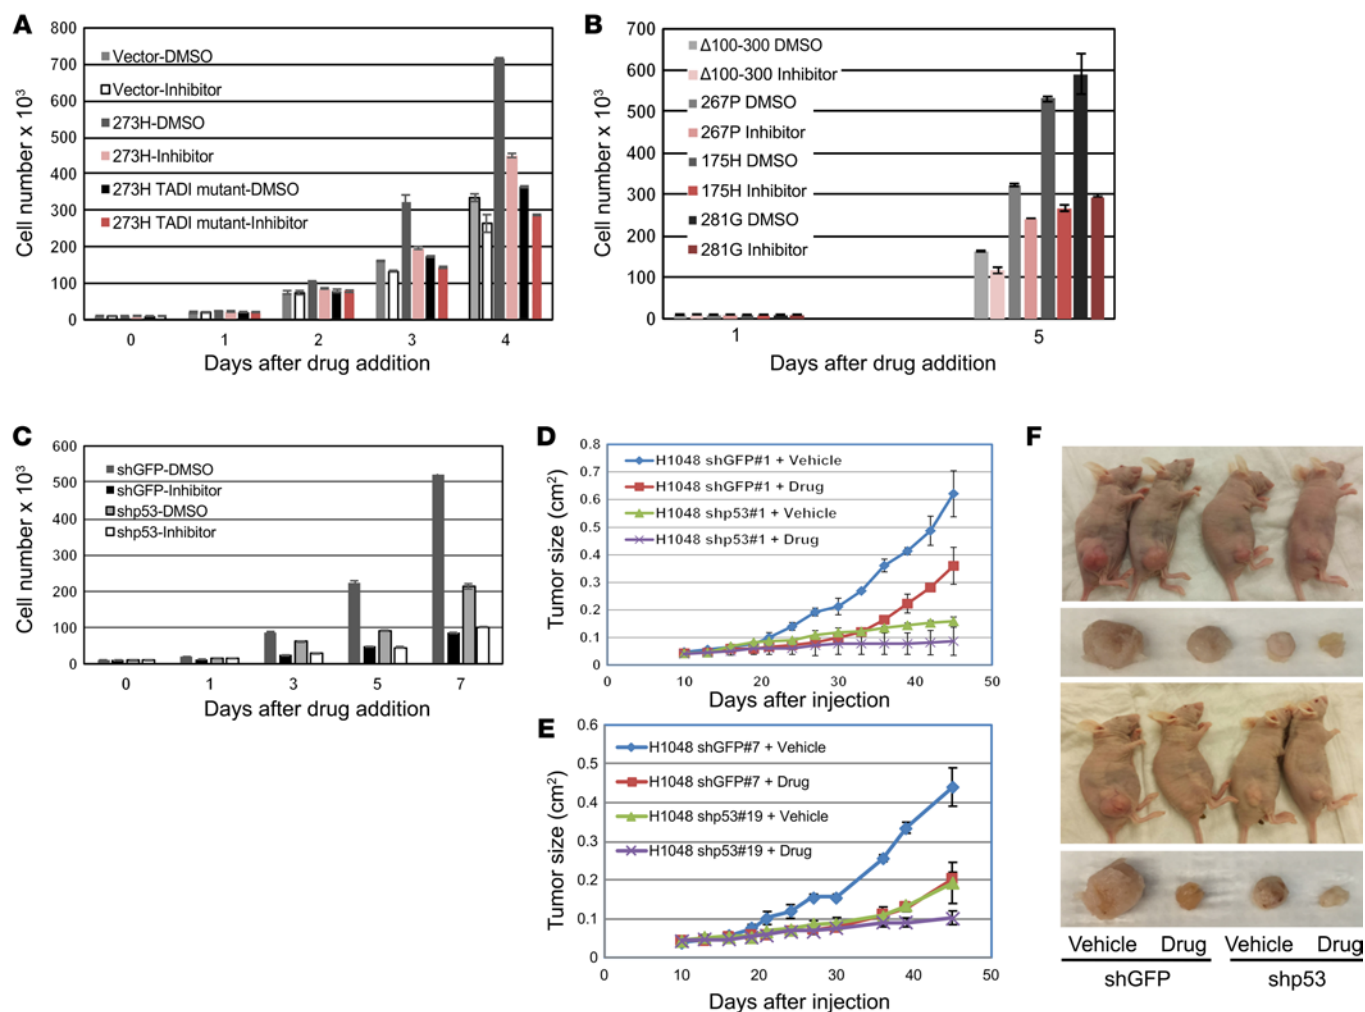 A
Cell number x 10³
800
700
600
500
400
300
200
100
0
Vector-DMSO
Vector-Inhibitor
273H-DMSO
273H-Inhibitor
273H TADI mutant-DMSO
273H TADI mutant-Inhibitor
0 1 2 3 4
Days after drug addition
B
Cell number x 10³
700
600
500
400
300
200
100
0
Δ100-300 DMSO
Δ100-300 Inhibitor
267P DMSO
267P Inhibitor
175H DMSO
175H Inhibitor
281G DMSO
281G Inhibitor
1 5
Days after drug addition
C
Cell number x 10³
600
500
400
300
200
100
0
shGFP-DMSO
shGFP-Inhibitor
shp53-DMSO
shp53-Inhibitor
0 1 3 5 7
Days after drug addition
D
Tumor size (cm²)
0.8
0.7
0.6
0.5
0.4
0.3
0.2
0.1
0
H1048 shGFP#1 + Vehicle
H1048 shGFP#1 + Drug
H1048 shp53#1 + Vehicle
H1048 shp53#1 + Drug
0 10 20 30 40 50
Days after injection
E
Tumor size (cm²)
0.6
0.5
0.4
0.3
0.2
0.1
0
H1048 shGFP#7 + Vehicle
H1048 shGFP#7 + Drug
H1048 shp53#19 + Vehicle
H1048 shp53#19 + Drug
0 10 20 30 40 50
Days after injection
F
Vehicle Drug Vehicle Drug
shGFP shp53